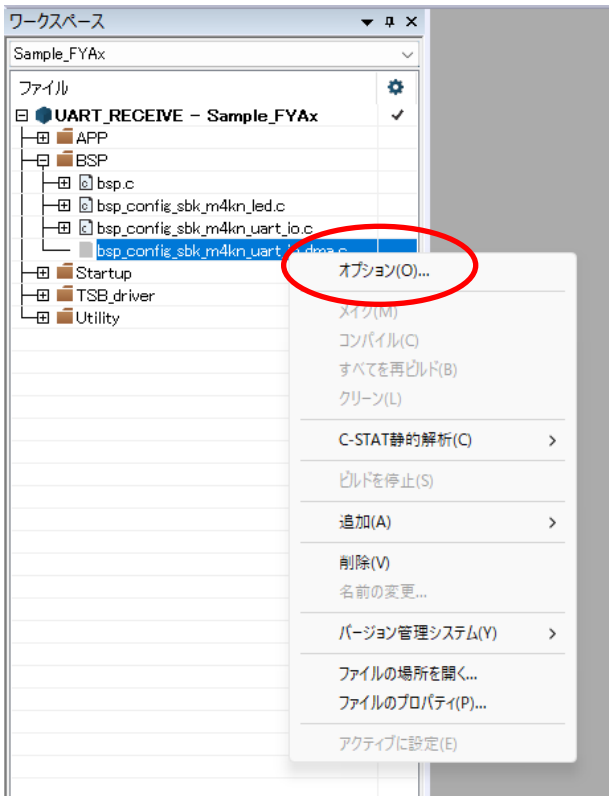 ワークスペース
Sample_FYAx
ファイル
UART_RECEIVE - Sample_FYAx
APP
BSP
bsp.c
bsp_config_sbk_m4kn_led.c
bsp_config_sbk_m4kn_uart_io.c
bsp_config_sbk_m4kn_uart_io_dma.c
Startup
TSB_driver
Utility
オプション(O)...
メイク(M)
コンパイル(C)
すべてを再ビルド(B)
クリーン(L)
C-STAT静的解析(C)
ビルドを停止(S)
追加(A)
削除(V)
名前の変更...
バージョン管理システム(Y)
ファイルの場所を開く...
ファイルのプロパティ(P)...
アクティブに設定(E)